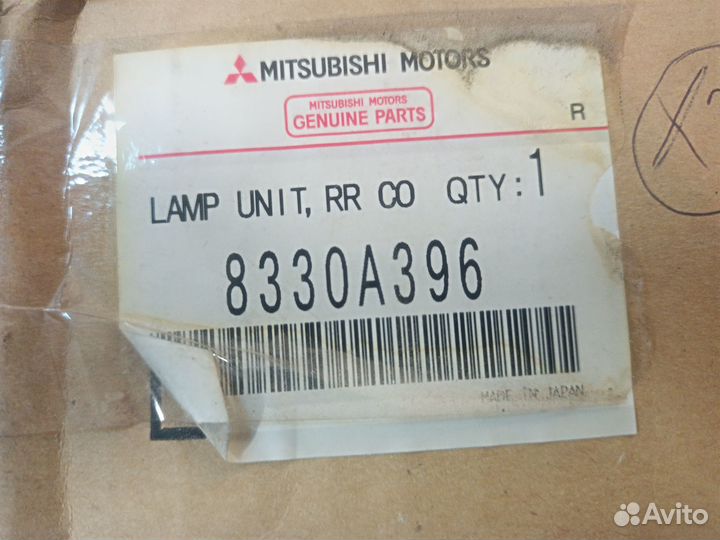 MITSUBISHI MOTORS
MITSUBISHI MOTORS
GENUINE PARTS
R
LAMP UNIT, RR CO QTY: 1
8330A396
MADE IN JAPAN
X
Avito